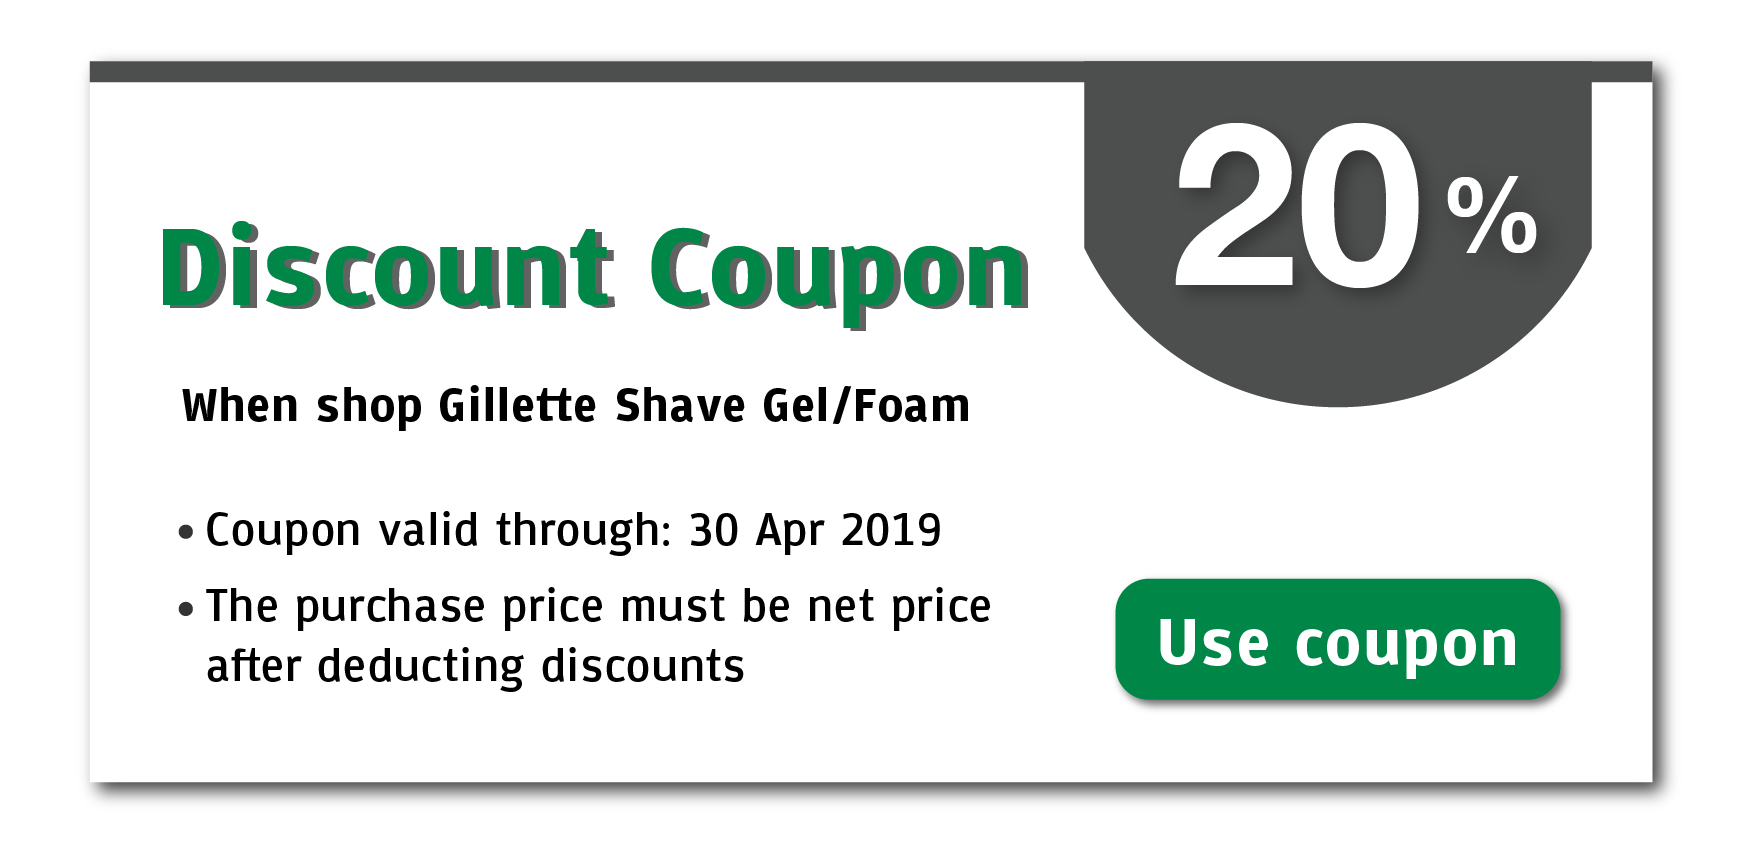 20 %
Discount Coupon
When shop Gillette Shave Gel/Foam
• Coupon valid through: 30 Apr 2019
• The purchase price must be net price
after deducting discounts
Use coupon